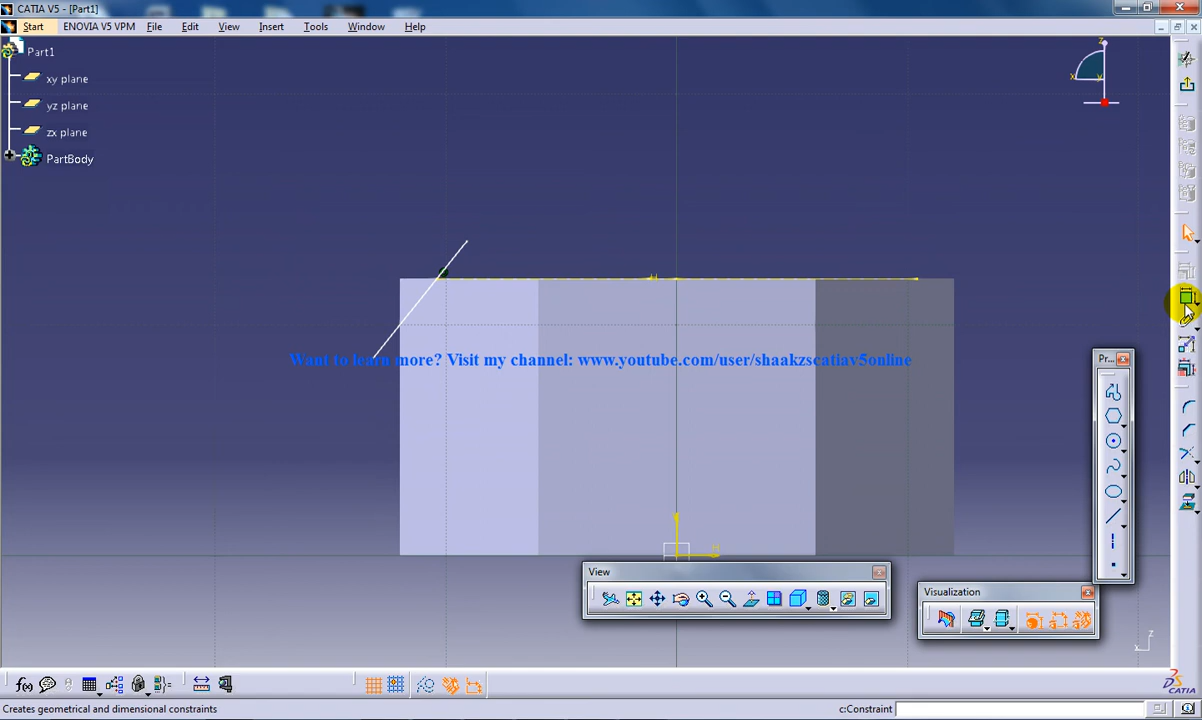 CATIA V5 - [Part1]
Start ENOVIA V5 VPM File Edit Insert Tools Window Help
Part1
xy plane
yz plane
zx plane
PartBody
z
x
y
H
Want to learn more? Visit my channel: www.youtube.com/user/shaakzscatiav5online
Pr...
H
View
Visualization
z
x
f(x)
CATIA
Creates geometrical and dimensional constraints c:Constraint